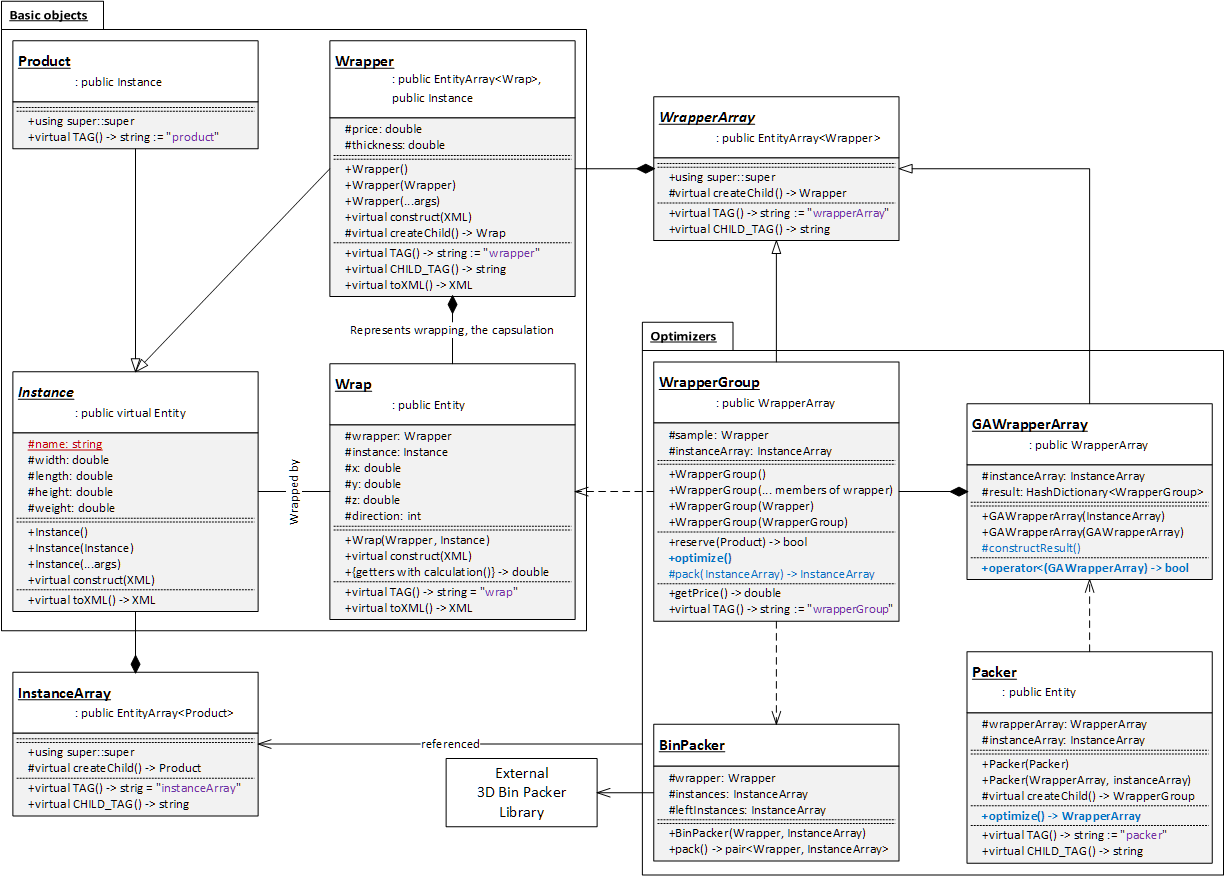 Basic objects
Product
: public Instance
+using super::super
+virtual TAG() -> string := "product"
Wrapper
: public EntityArray<Wrap>,
public Instance
#price: double
#thickness: double
+Wrapper()
+Wrapper(Wrapper)
+Wrapper(...args)
+virtual construct(XML)
#virtual createChild() -> Wrap
+virtual TAG() -> string := "wrapper"
+virtual CHILD_TAG() -> string
+virtual toXML() -> XML
WrapperArray
: public EntityArray<Wrapper>
+using super::super
#virtual createChild() -> Wrapper
+virtual TAG() -> string := "wrapperArray"
+virtual CHILD_TAG() -> string
Represents wrapping, the capsulation
Instance
: public virtual Entity
#name: string
#width: double
#length: double
#height: double
#weight: double
+Instance()
+Instance(Instance)
+Instance(...args)
+virtual construct(XML)
+virtual toXML() -> XML
Wrapped by
Wrap
: public Entity
#wrapper: Wrapper
#instance: Instance
#x: double
#y: double
#z: double
#direction: int
+Wrap(Wrapper, Instance)
+virtual construct(XML)
+{getters with calculation()} -> double
+virtual TAG() -> string = "wrap"
+virtual toXML() -> XML
Optimizers
WrapperGroup
: public WrapperArray
#sample: Wrapper
#instanceArray: InstanceArray
+WrapperGroup()
+WrapperGroup(... members of wrapper)
+WrapperGroup(Wrapper)
+WrapperGroup(WrapperGroup)
+reserve(Product) -> bool
+optimize()
#pack(InstanceArray) -> InstanceArray
+getPrice() -> double
+virtual TAG() -> string := "wrapperGroup"
GAWrapperArray
: public WrapperArray
#instanceArray: InstanceArray
#result: HashDictionary<WrapperGroup>
+GAWrapperArray(InstanceArray)
+GAWrapperArray(GAWrapperArray)
#constructResult()
+operator<(GAWrapperArray) -> bool
InstanceArray
: public EntityArray<Product>
+using super::super
#virtual createChild() -> Product
+virtual TAG() -> strig = "instanceArray"
+virtual CHILD_TAG() -> string
referenced
External
3D Bin Packer
Library
BinPacker
#wrapper: Wrapper
#instances: InstanceArray
#leftInstances: InstanceArray
+BinPacker(Wrapper, InstanceArray)
+pack() -> pair<Wrapper, InstanceArray>
Packer
: public Entity
#wrapperArray: WrapperArray
#instanceArray: InstanceArray
+Packer(Packer)
+Packer(WrapperArray, instanceArray)
#virtual createChild() -> WrapperGroup
+optimize() -> WrapperArray
+virtual TAG() -> string := "packer"
+virtual CHILD_TAG() -> string